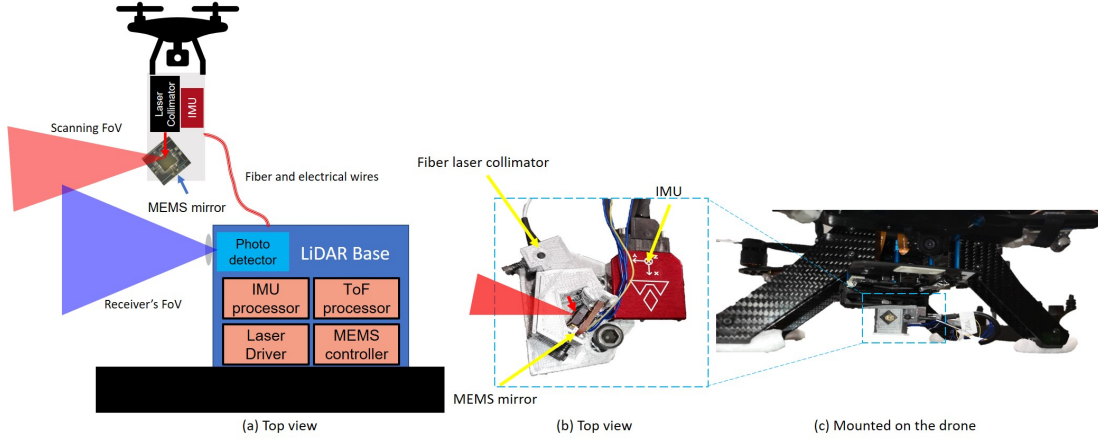 Laser
Collimator
IMU
Scanning FoV
MEMS mirror
Fiber and electrical wires
Photo
detector
LiDAR Base
IMU
processor
ToF
processor
Laser
Driver
MEMS
controller
Receiver's FoV
(a) Top view
Fiber laser collimator
IMU
MEMS mirror
(b) Top view
(c) Mounted on the drone